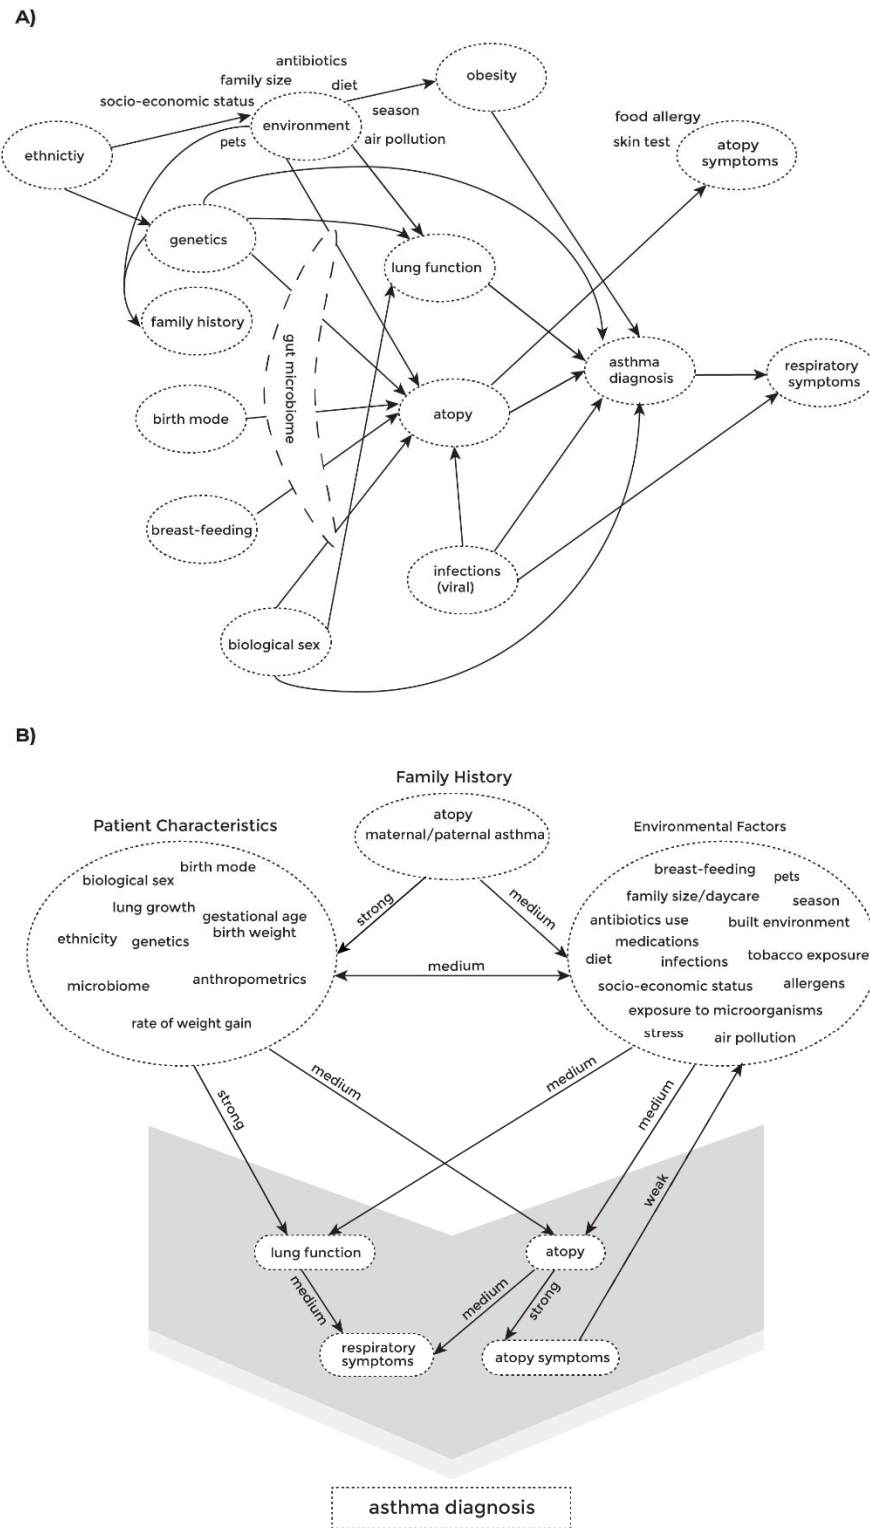 A)
antibiotics
family size
diet
obesity
socio-economic status
season
food allergy
environment
air pollution
skin test
atopy
symptoms
pets
ethnictiy
genetics
lung function
family history
gut microbiome
asthma
diagnosis
respiratory
symptoms
birth mode
atopy
breast-feeding
infections
(viral)
biological sex
B)
Family History
atopy
maternal/paternal asthma
Patient Characteristics
birth mode
biological sex
lung growth
gestational age
birth weight
ethnicity
genetics
microbiome
anthropometrics
rate of weight gain
Environmental Factors
breast-feeding
pets
family size/daycare
season
antibiotics use
built environment
medications
diet
infections
tobacco exposure
socio-economic status
allergens
exposure to microorganisms
stress
air pollution
strong
medium
medium
strong
medium
medium
medium
weak
lung function
atopy
medium
medium
strong
respiratory
symptoms
atopy symptoms
asthma diagnosis